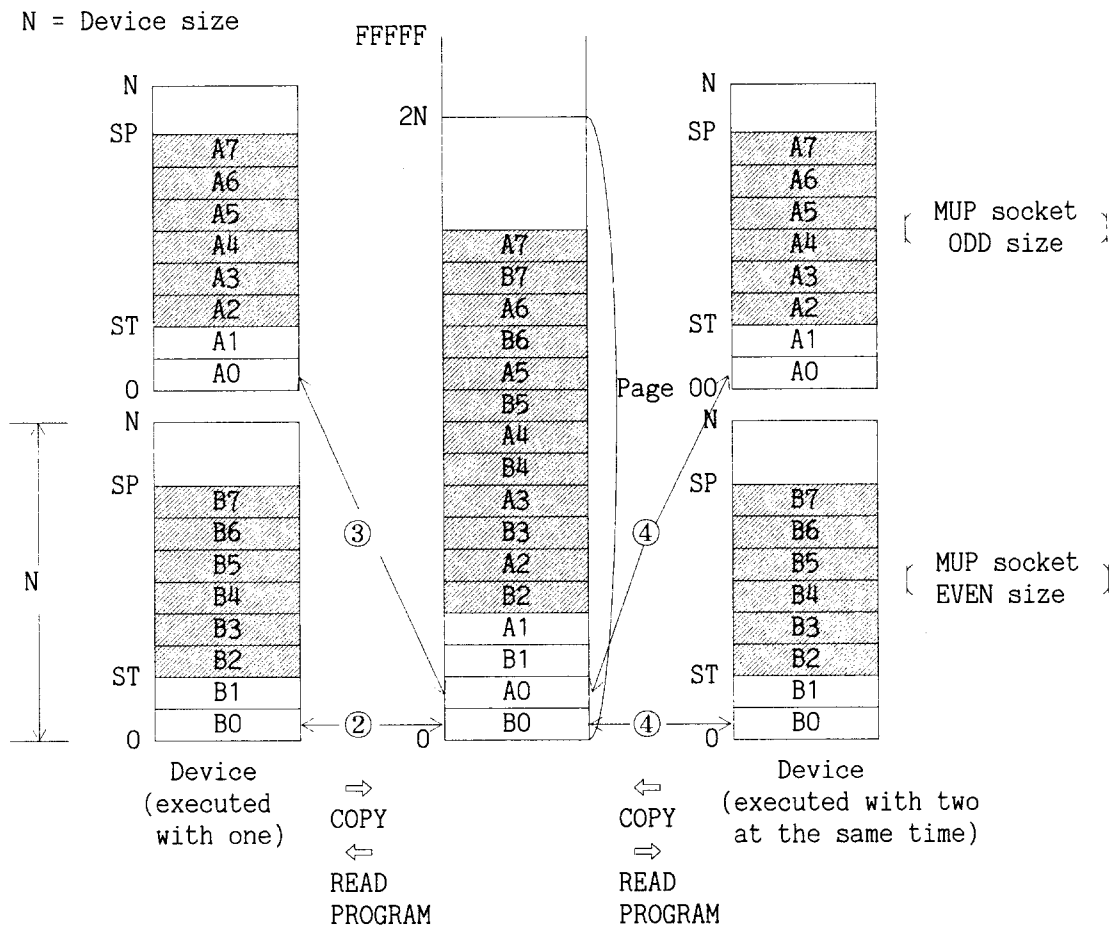 N = Device size
FFFFF
N
SP
A7
A6
A5
A4
A3
A2
ST
A1
A0
0
N
SP
B7
B6
B5
B4
B3
B2
ST
B1
B0
0
N
Device
(executed
with one)
③
②
⇨
COPY
⇦
READ
PROGRAM
2N
A7
B7
A6
B6
A5
B5
A4
B4
A3
B3
A2
B2
A1
B1
A0
B0
0
Page 00
④
④
⇦
COPY
⇨
READ
PROGRAM
N
SP
A7
A6
A5
A4
A3
A2
ST
A1
A0
MUP socket
ODD size
N
SP
B7
B6
B5
B4
B3
B2
ST
B1
B0
0
MUP socket
EVEN size
Device
(executed with two
at the same time)